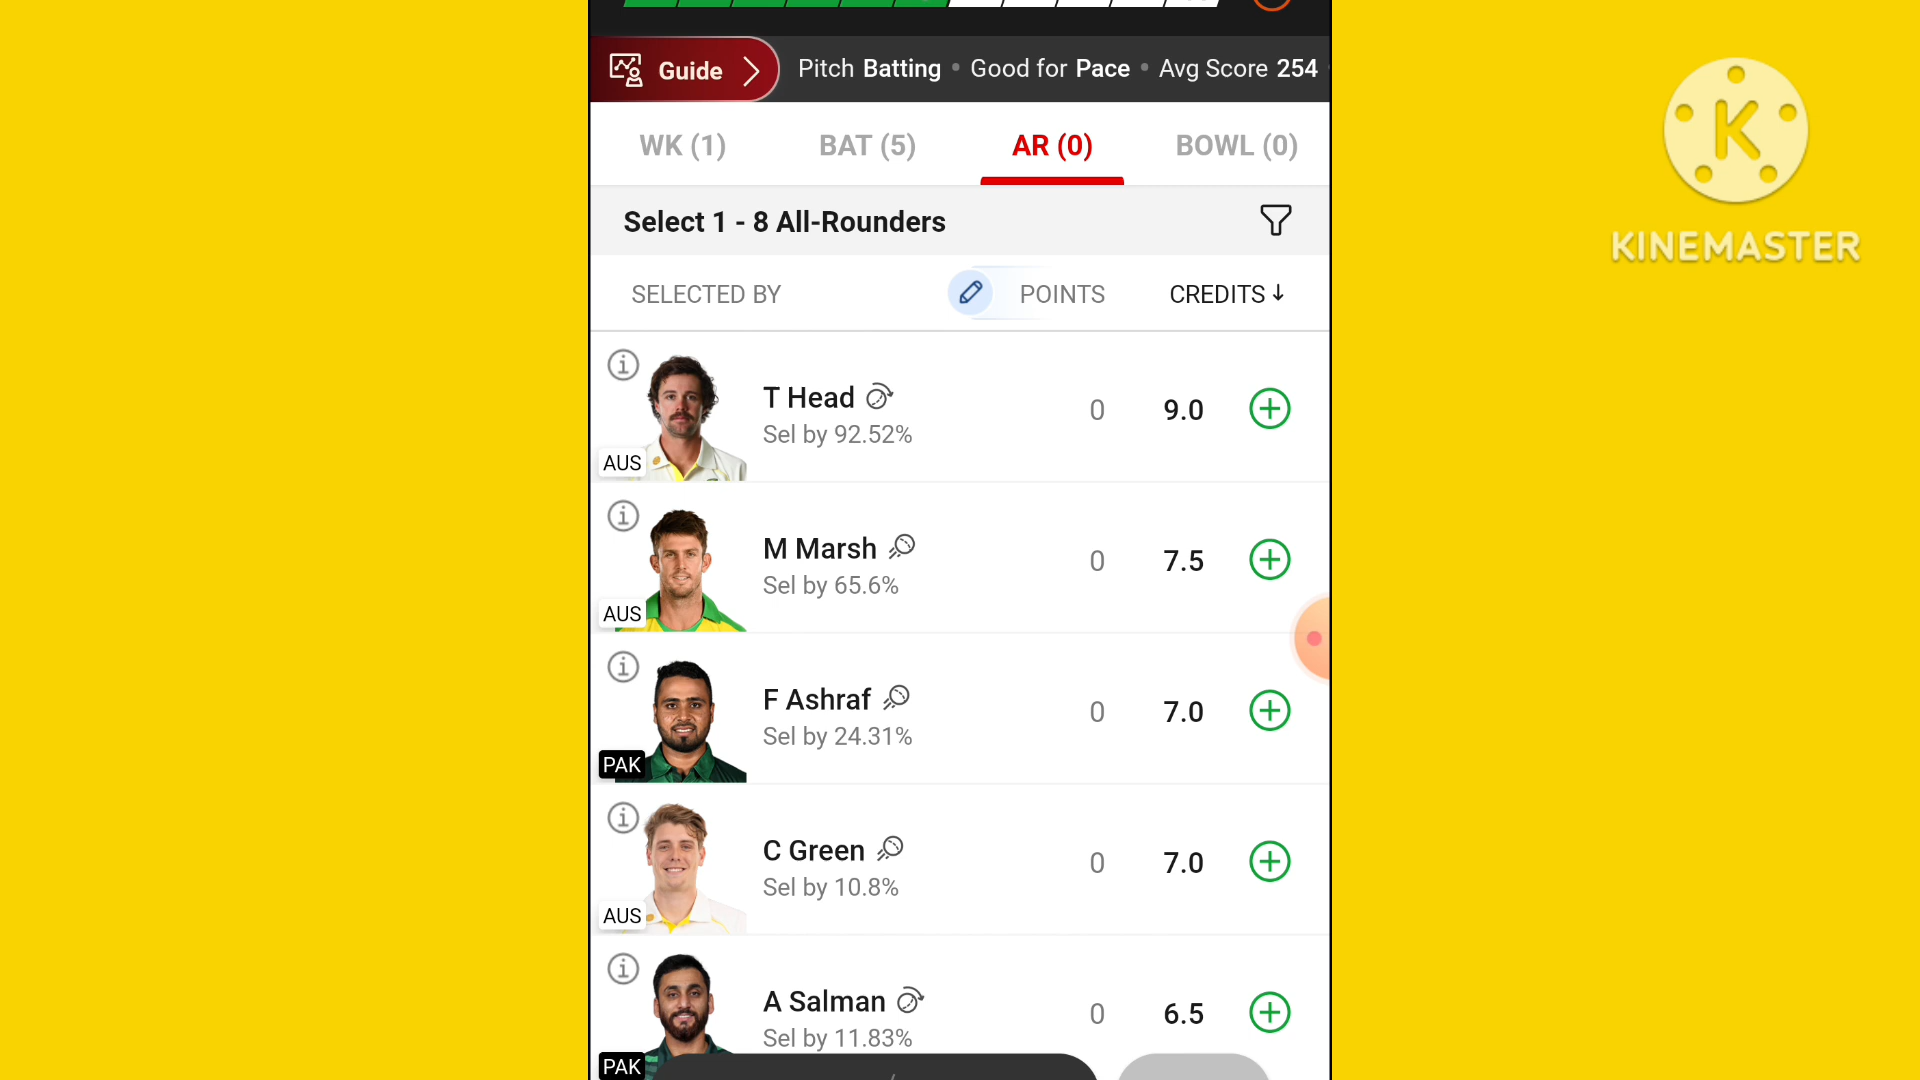 Guide
Pitch Batting • Good for Pace • Avg Score 254
WK (1) BAT (5) AR (0) BOWL (0)
Select 1 - 8 All-Rounders
SELECTED BY POINTS CREDITS ↓
T Head
Sel by 92.52%
0 9.0
AUS
M Marsh
Sel by 65.6%
0 7.5
AUS
F Ashraf
Sel by 24.31%
0 7.0
PAK
C Green
Sel by 10.8%
0 7.0
AUS
A Salman
Sel by 11.83%
0 6.5
PAK
K
KINEMASTER